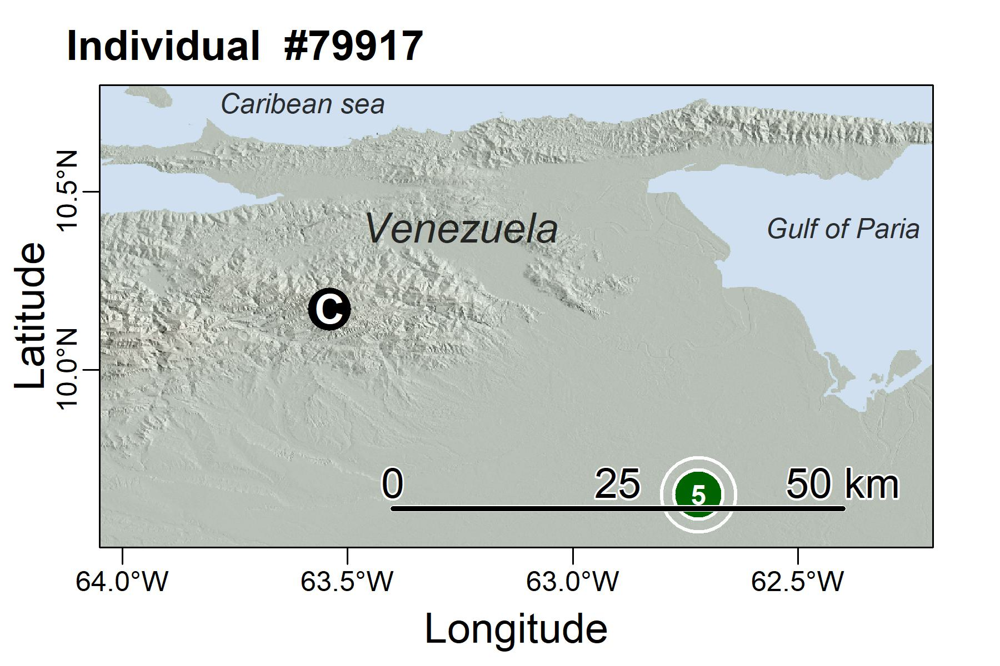 Individual #79917
Caribean sea
10.5°N
Venezuela
Gulf of Paria
C
Latitude
10.0°N
0 25 50 km
5
64.0°W 63.5°W 63.0°W 62.5°W
Longitude